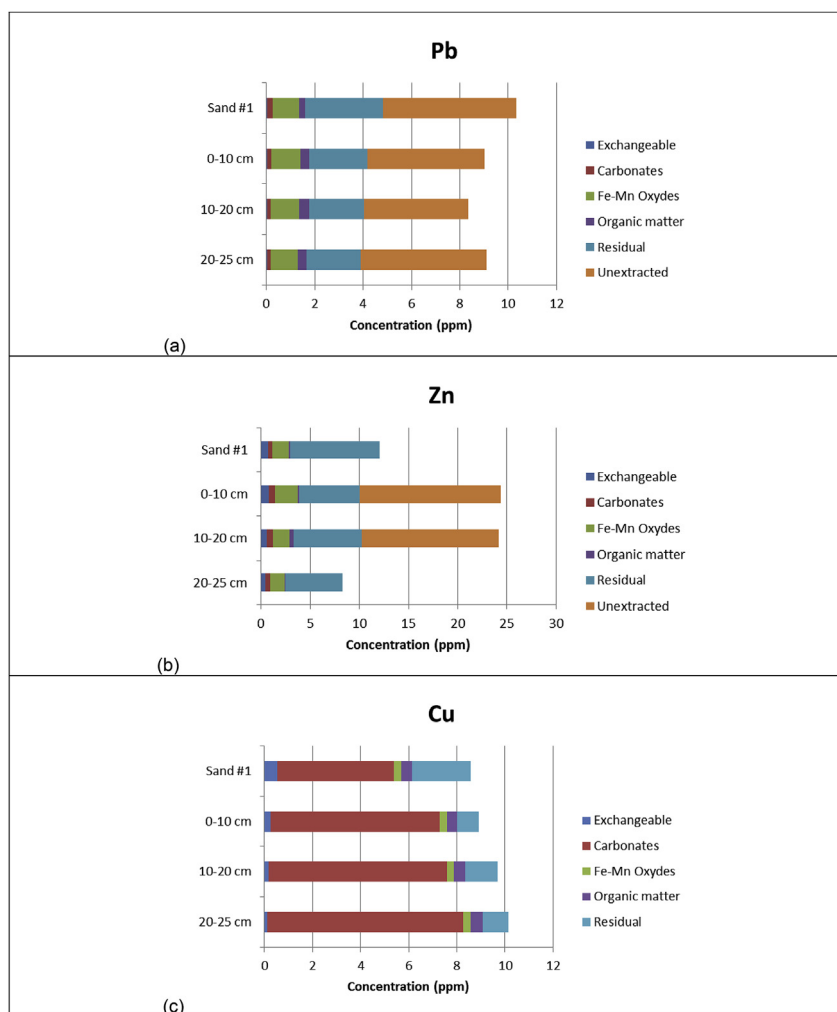 Pb
Sand #1
0-10 cm
10-20 cm
20-25 cm
0 2 4 6 8 10 12
Concentration (ppm)
Exchangeable
Carbonates
Fe-Mn Oxydes
Organic matter
Residual
Unextracted
(a)
Zn
Sand #1
0-10 cm
10-20 cm
20-25 cm
0 5 10 15 20 25 30
Concentration (ppm)
Exchangeable
Carbonates
Fe-Mn Oxydes
Organic matter
Residual
Unextracted
(b)
Cu
Sand #1
0-10 cm
10-20 cm
20-25 cm
0 2 4 6 8 10 12
Concentration (ppm)
Exchangeable
Carbonates
Fe-Mn Oxydes
Organic matter
Residual
(c)